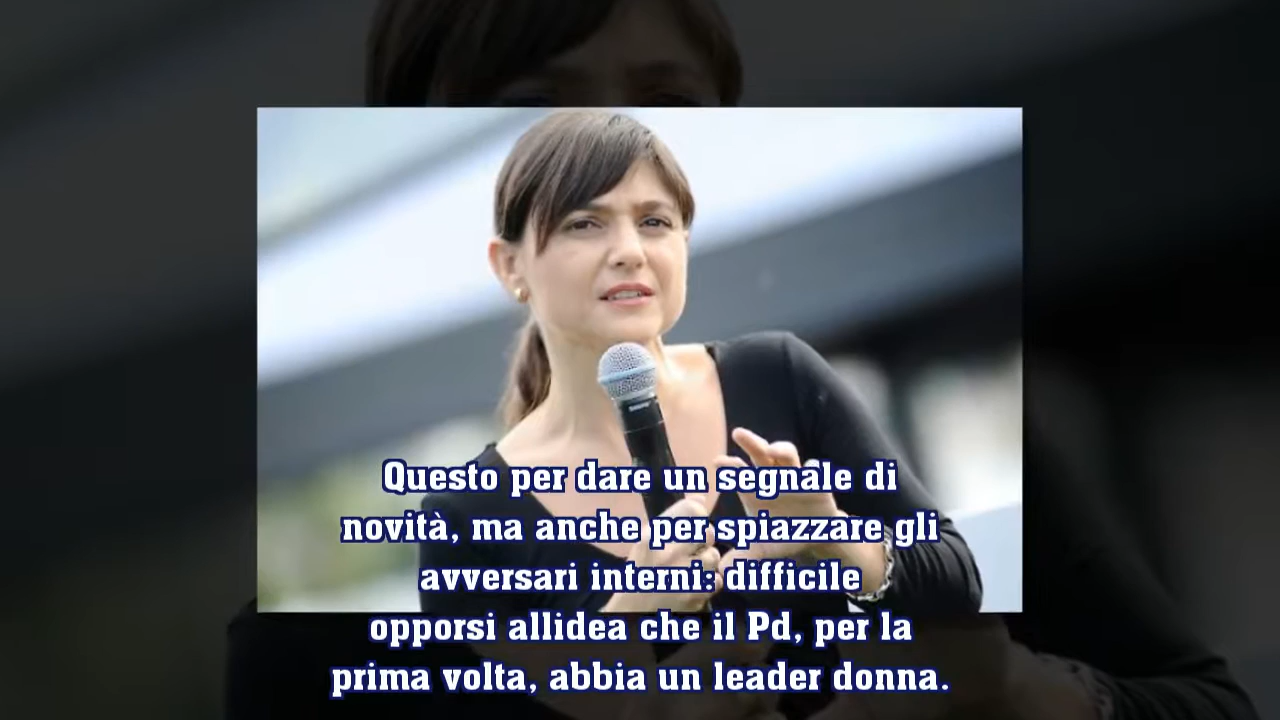 Questo per dare un segnale di
novità, ma anche per spiazzare gli
avversari interni: difficile
opporsi allidea che il Pd, per la
prima volta, abbia un leader donna.